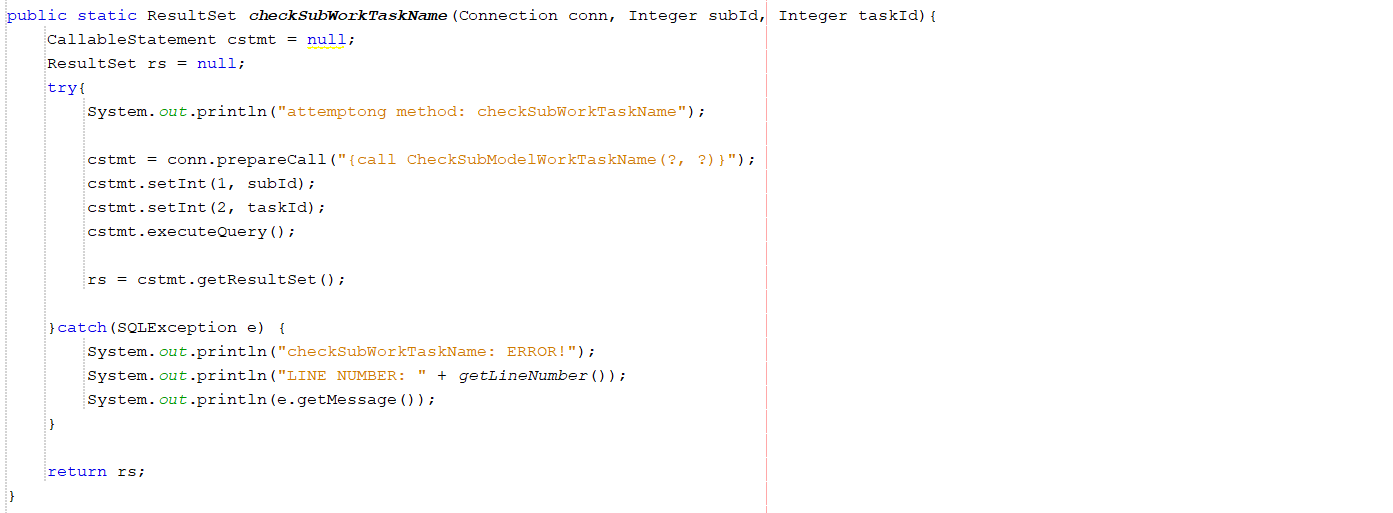 public static ResultSet checkSubWorkTaskName(Connection conn, Integer subId, Integer taskId){
    CallableStatement cstmt = null;
    ResultSet rs = null;
    try{
        System.out.println("attemptong method: checkSubWorkTaskName");
        cstmt = conn.prepareCall("{call CheckSubModelWorkTaskName(?, ?)}");
        cstmt.setInt(1, subId);
        cstmt.setInt(2, taskId);
        cstmt.executeQuery();
        rs = cstmt.getResultSet();
    }catch(SQLException e) {
        System.out.println("checkSubWorkTaskName: ERROR!");
        System.out.println("LINE NUMBER: " + getLineNumber());
        System.out.println(e.getMessage());
    }
    return rs;
}